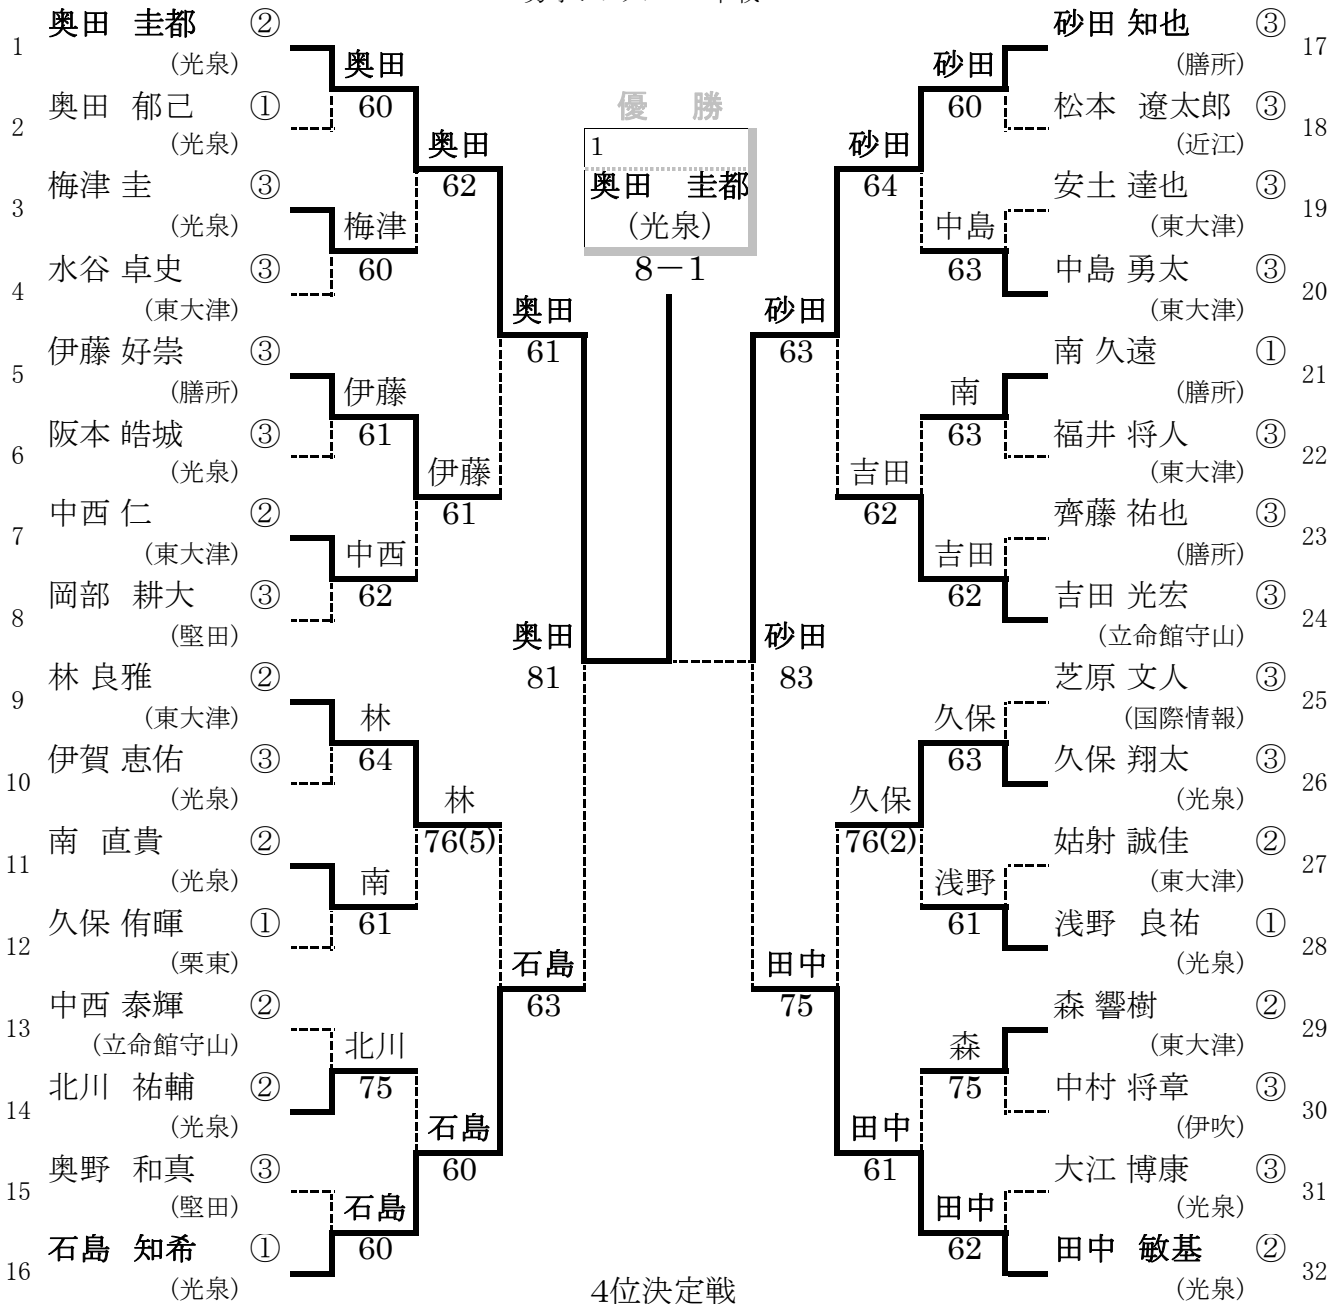 奥田 圭都 ②
1
(光泉)
奥田 郁己 ①
2
(光泉)
梅津 圭 ③
3
(光泉)
水谷 卓史 ③
4
(東大津)
伊藤 好崇 ③
5
(膳所)
阪本 皓城 ③
6
(光泉)
中西 仁 ②
7
(東大津)
岡部 耕大 ③
8
(堅田)
林 良雅 ②
9
(東大津)
伊賀 恵佑 ③
10
(光泉)
南 直貴 ②
11
(光泉)
久保 侑暉 ①
12
(栗東)
中西 泰輝 ②
13
(立命館守山)
北川 祐輔 ②
14
(光泉)
奥野 和真 ③
15
(堅田)
石島 知希 ①
16
(光泉)
奥田
60
梅津
60
伊藤
61
中西
62
林
64
南
61
北川
75
石島
60
奥田
62
伊藤
61
林
76(5)
石島
60
奥田
61
石島
63
奥田
81
優 勝
1
奥田 圭都
(光泉)
8-1
砂田
83
砂田
63
田中
75
砂田
64
吉田
62
久保
76(2)
田中
61
砂田
60
中島
63
南
63
吉田
62
久保
63
浅野
61
森
75
田中
62
砂田 知也 ③
17
(膳所)
松本 遼太郎 ③
18
(近江)
安土 達也 ③
19
(東大津)
中島 勇太 ③
20
(東大津)
南 久遠 ①
21
(膳所)
福井 将人 ③
22
(東大津)
齊藤 祐也 ③
23
(膳所)
吉田 光宏 ③
24
(立命館守山)
芝原 文人 ③
25
(国際情報)
久保 翔太 ③
26
(光泉)
姑射 誠佳 ②
27
(東大津)
浅野 良祐 ①
28
(光泉)
森 響樹 ②
29
(東大津)
中村 将章 ③
30
(伊吹)
大江 博康 ③
31
(光泉)
田中 敏基 ②
32
(光泉)
4位決定戦